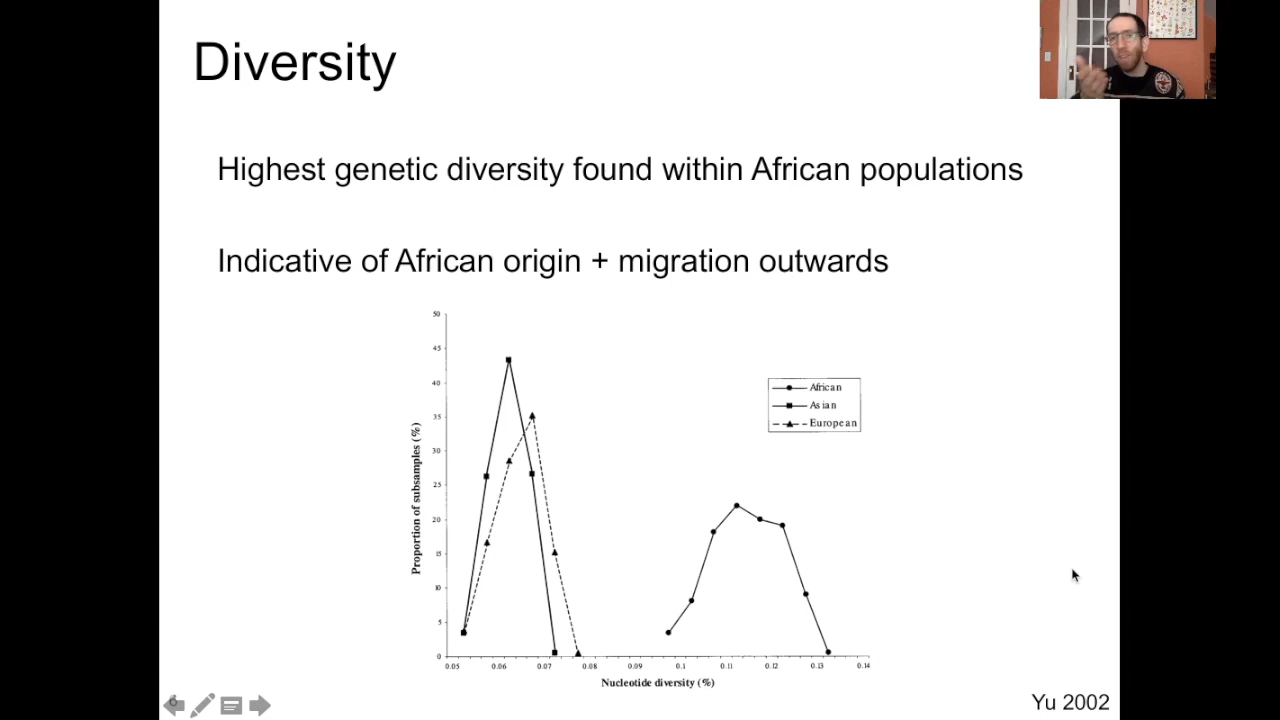 Diversity
Highest genetic diversity found within African populations
Indicative of African origin + migration outwards
50
45
40
35
30
25
20
15
10
5
0
Proportion of subsamples (%)
African
Asian
European
0.05 0.06 0.07 0.08 0.09 0.1 0.11 0.12 0.13 0.14
Nucleotide diversity (%)
6
Yu 2002